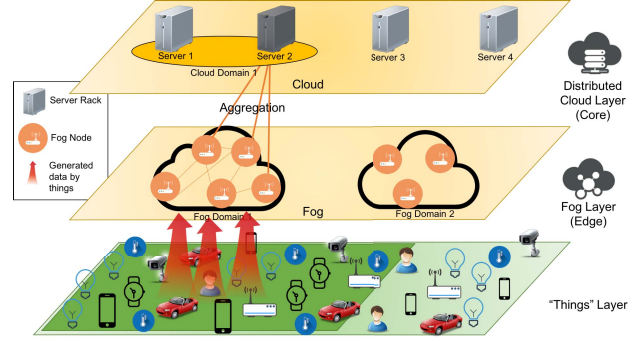 Server 1
Server 2
Server 3
Server 4
Cloud Domain 1
Cloud
Distributed
Cloud Layer
(Core)
Server Rack
Fog Node
Generated
data by
things
Aggregation
Fog Domain 1
Fog
Fog Domain 2
Fog Layer
(Edge)
"Things" Layer